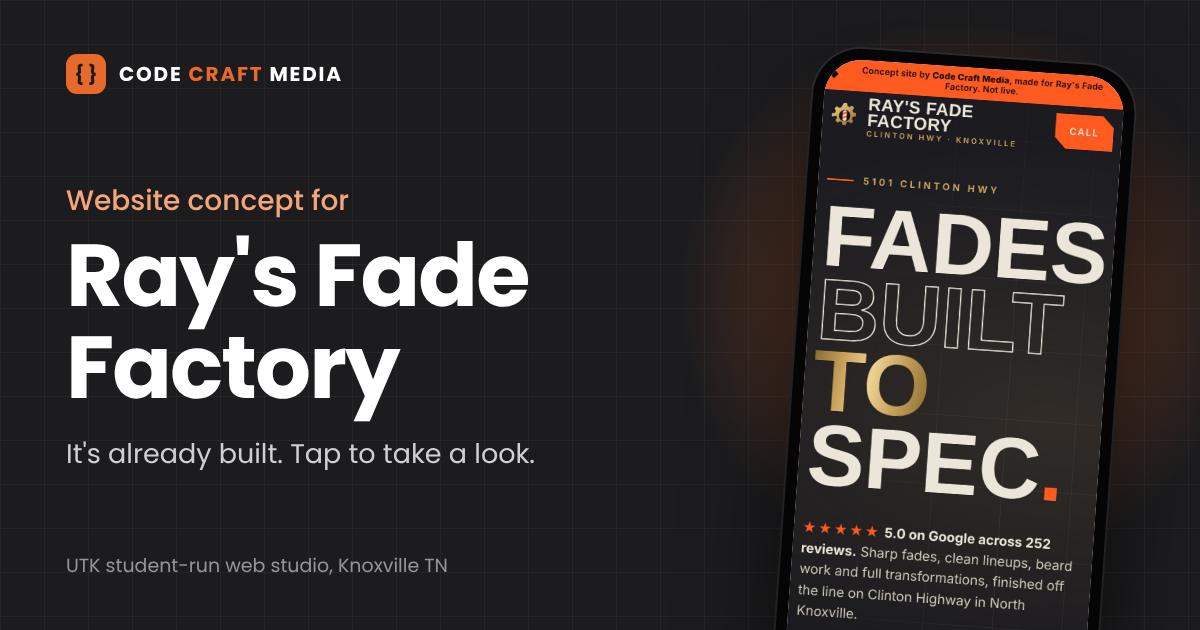 { } CODE CRAFT MEDIA
Website concept for
Ray's Fade
Factory
It's already built. Tap to take a look.
UTK student-run web studio, Knoxville TN
Concept site by Code Craft Media, made for Ray's Fade
Factory. Not live.
RAY'S FADE
FACTORY
CLINTON HWY · KNOXVILLE
CALL
5101 CLINTON HWY
FADES
BUILT
TO
SPEC.
★★★★★ 5.0 on Google across 252
reviews. Sharp fades, clean lineups, beard
work and full transformations, finished off
the line on Clinton Highway in North
Knoxville.